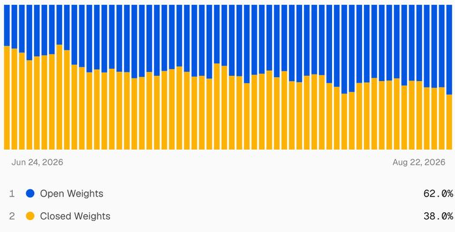 Jun 24, 2026 Aug 22, 2026
1 Open Weights 62.0%
2 Closed Weights 38.0%